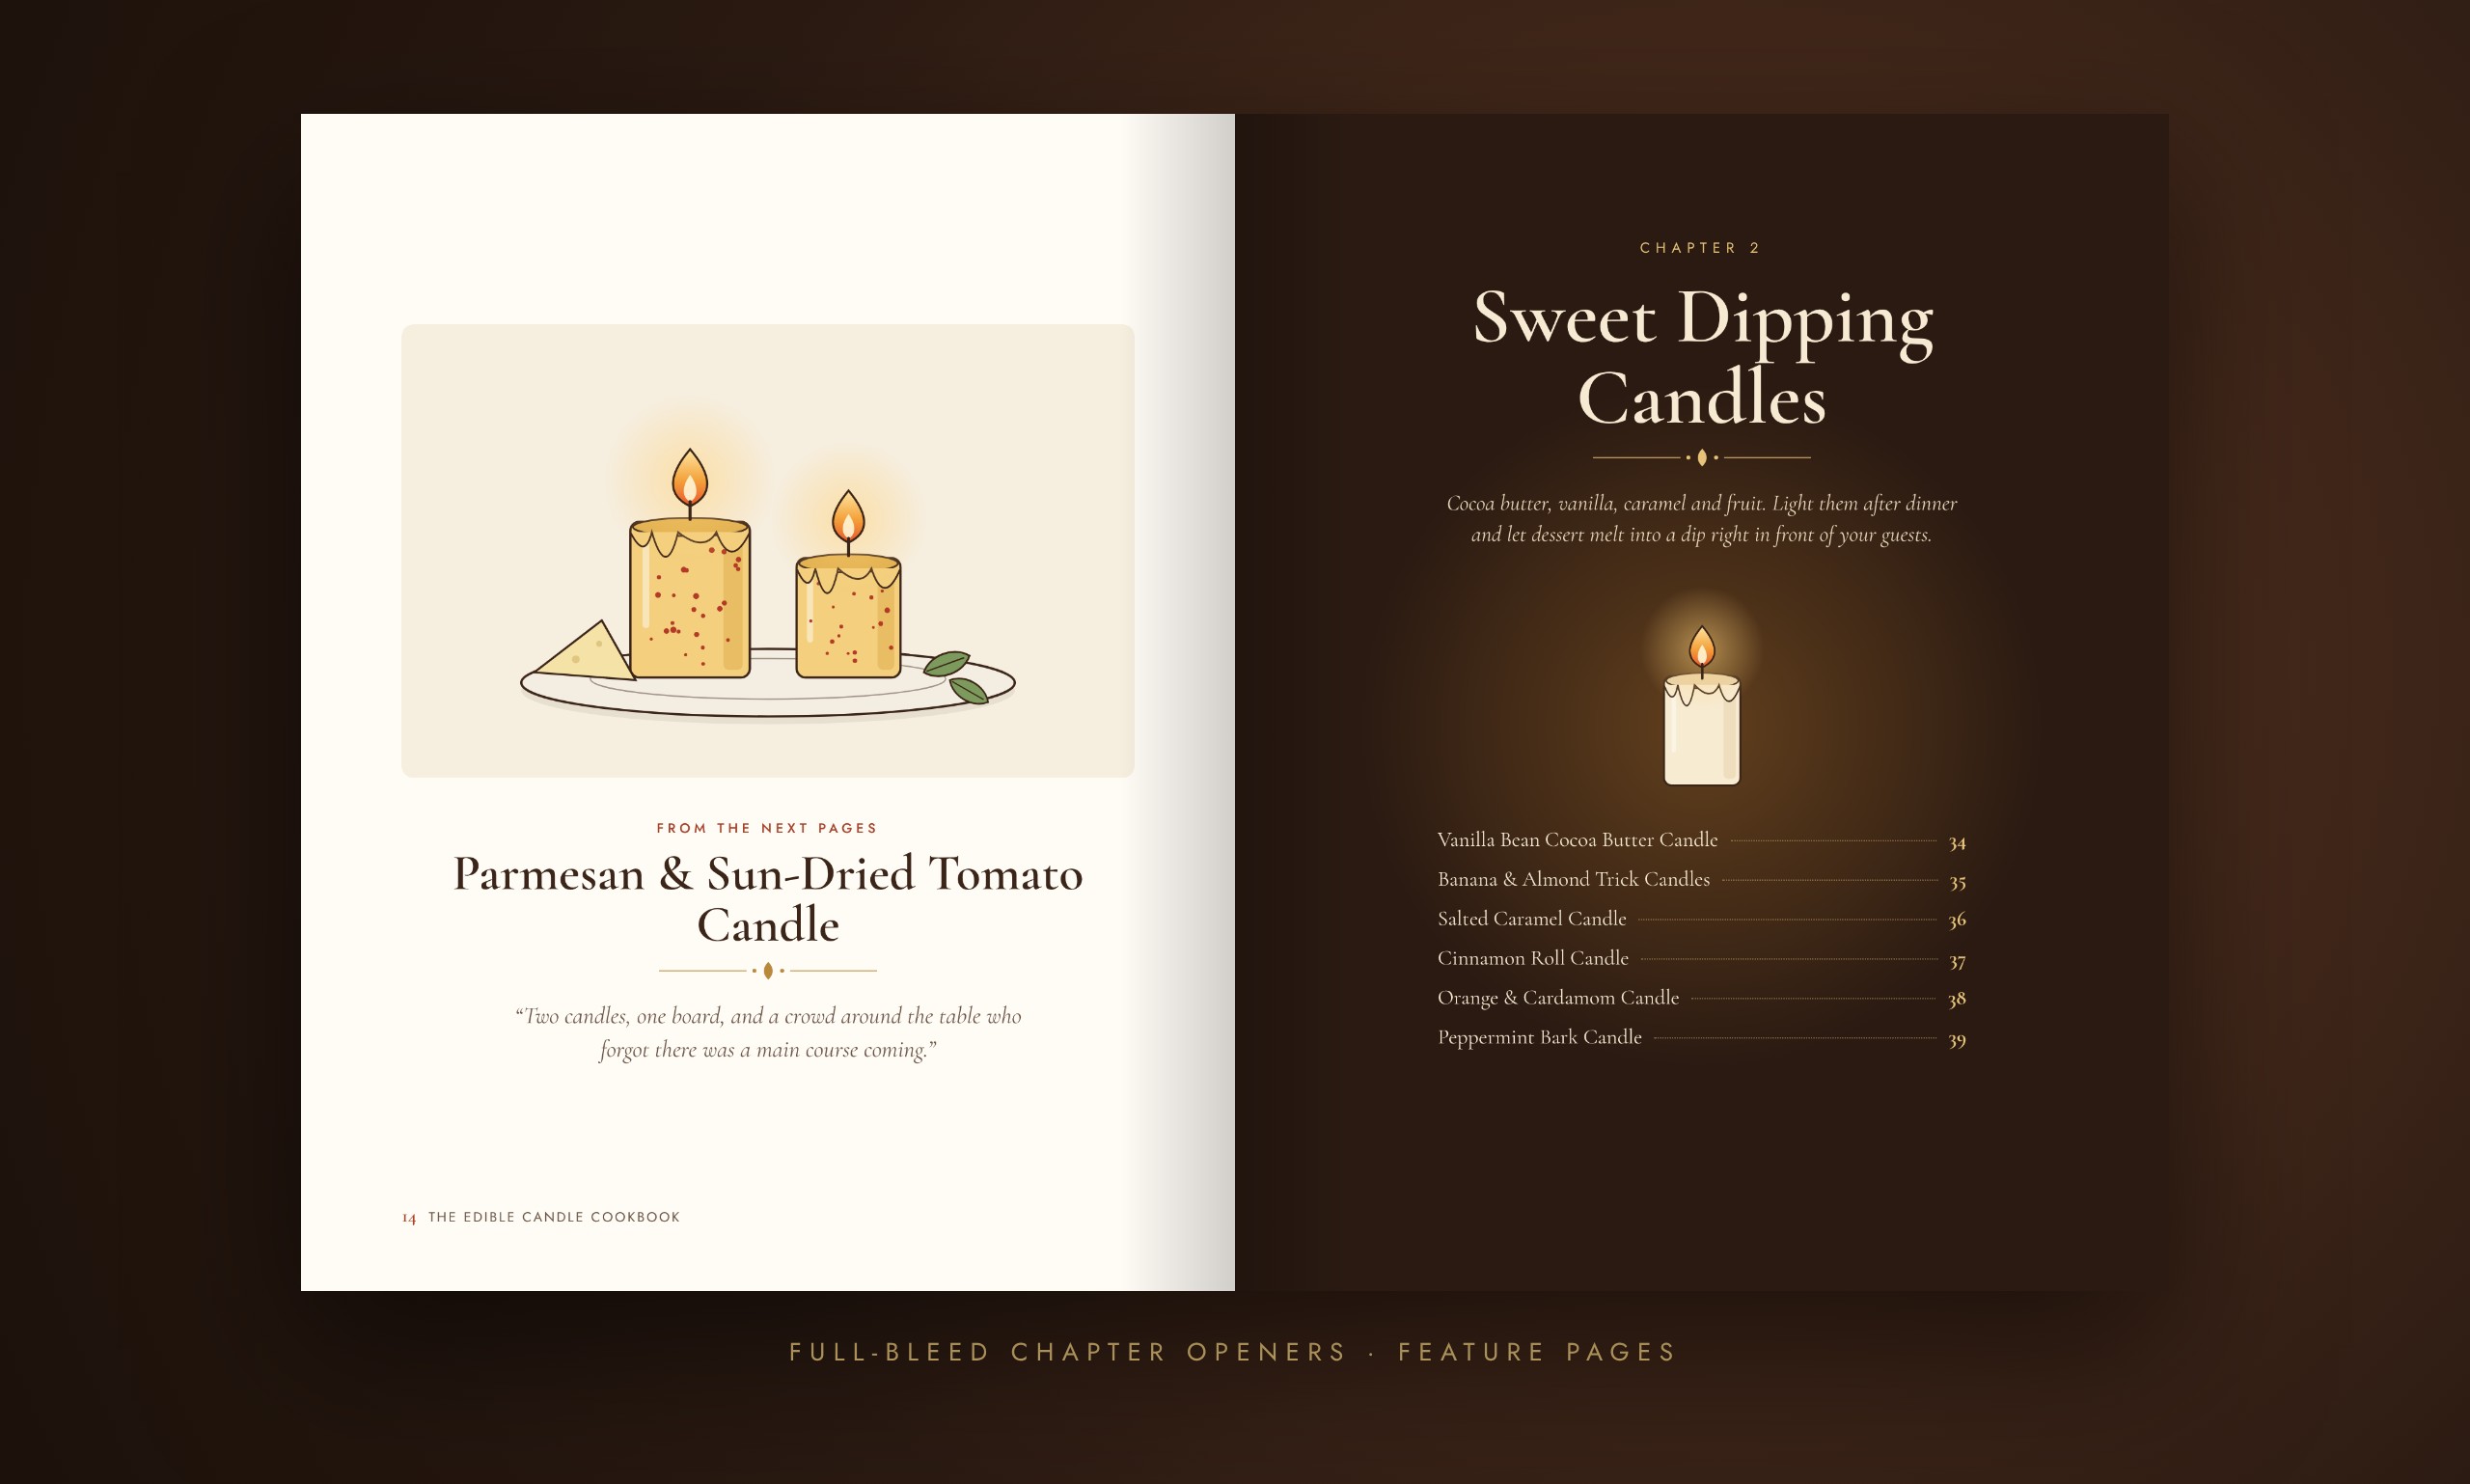 FROM THE NEXT PAGES
Parmesan & Sun-Dried Tomato
Candle
“Two candles, one board, and a crowd around the table who
forgot there was a main course coming.”
14 THE EDIBLE CANDLE COOKBOOK
CHAPTER 2
Sweet Dipping
Candles
Cocoa butter, vanilla, caramel and fruit. Light them after dinner
and let dessert melt into a dip right in front of your guests.
Vanilla Bean Cocoa Butter Candle 34
Banana & Almond Trick Candles 35
Salted Caramel Candle 36
Cinnamon Roll Candle 37
Orange & Cardamom Candle 38
Peppermint Bark Candle 39
FULL-BLEED CHAPTER OPENERS · FEATURE PAGES